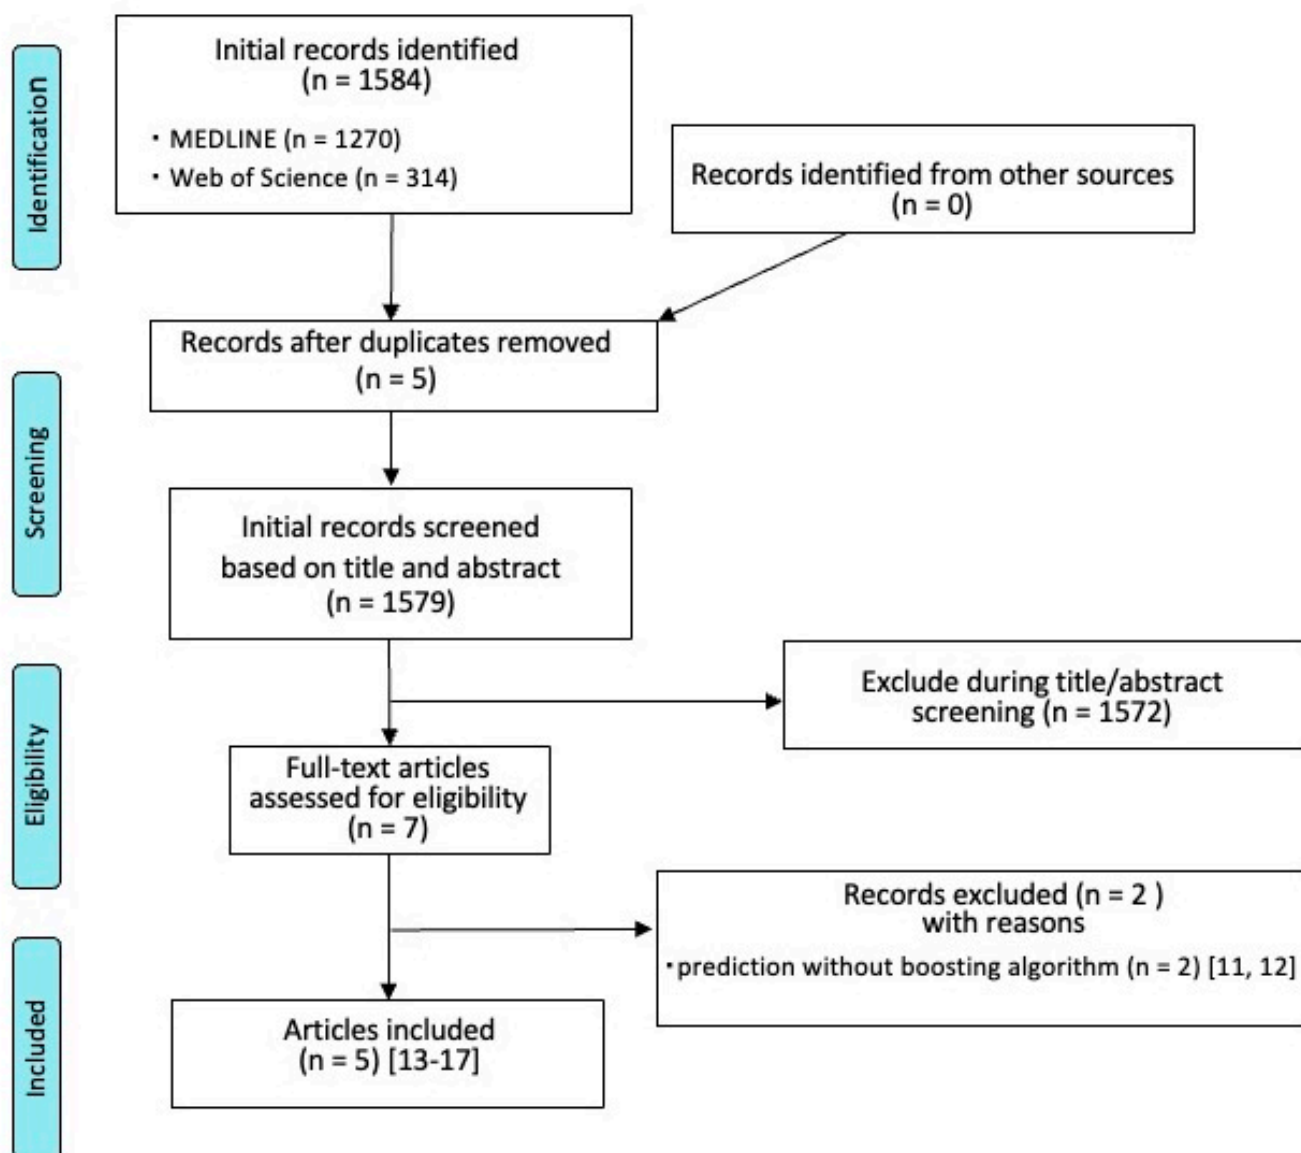 Identification
Initial records identified
(n = 1584)
・MEDLINE (n = 1270)
・Web of Science (n = 314)
Records identified from other sources
(n = 0)
Records after duplicates removed
(n = 5)
Screening
Initial records screened
based on title and abstract
(n = 1579)
Exclude during title/abstract
screening (n = 1572)
Eligibility
Full-text articles
assessed for eligibility
(n = 7)
Records excluded (n = 2 )
with reasons
・prediction without boosting algorithm (n = 2) [11, 12]
Included
Articles included
(n = 5) [13-17]